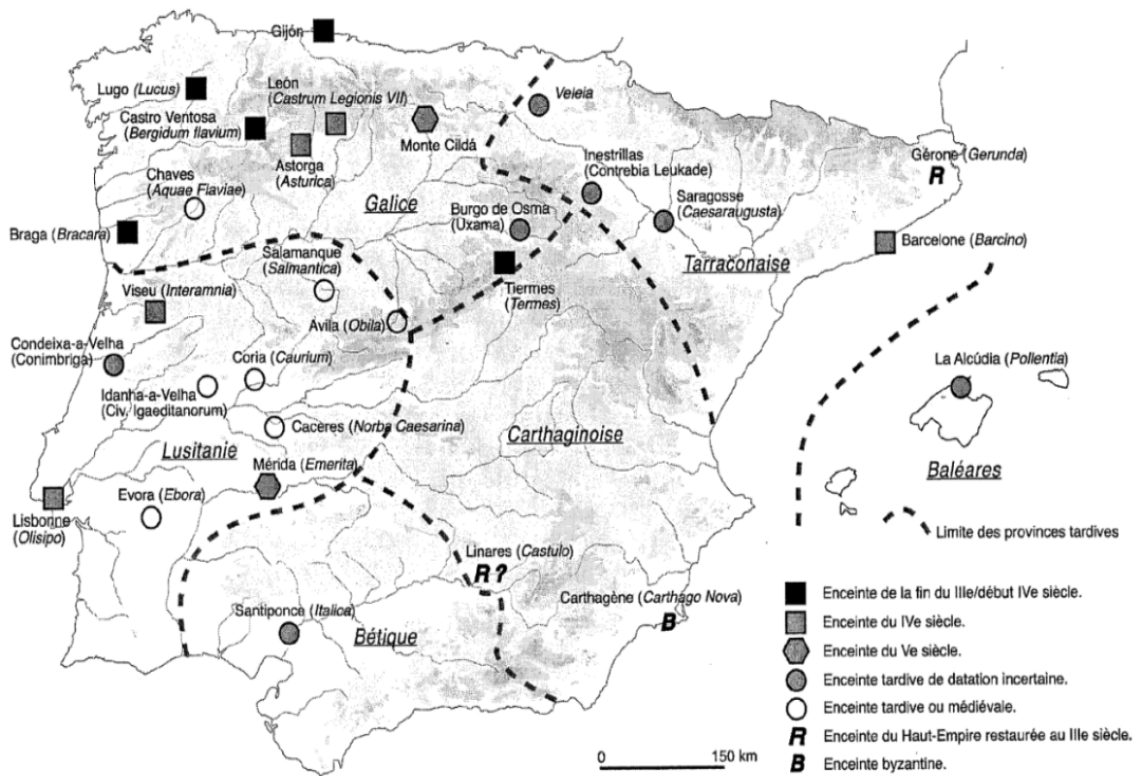 Gijón
Lugo (Lucus)
León
(Castrum Legionis VII)
Veleia
Castro Ventosa
(Bergidum flavium)
Monte Cildá
Astorga
(Asturica)
Inestrillas
(Contrebia Leukade)
Gérone (Gerunda)
R
Chaves
(Aquae Flaviae)
Galice
Saragosse
(Caesaraugusta)
Burgo de Osma
(Uxama)
Braga (Bracara)
Barcelone (Barcino)
Salamanque
(Salmantica)
Tarraconaise
Tiermes
(Termes)
Viseu (Interamnia)
Ávila (Obila)
Condeixa-a-Velha
(Conimbriga)
Coria (Caurium)
La Alcúdia (Pollentia)
Idanha-a-Velha
(Civ. Igaeditanorum)
Cacères (Norba Caesarina)
Carthaginoise
Lusitanie
Mérida (Emerita)
Baléares
Evora (Ebora)
Lisbonne
(Olisipo)
Limite des provinces tardives
Linares (Castulo)
R ?
Carthagène (Carthago Nova)
B
Santiponce (Italica)
Bétique
Enceinte de la fin du IIIe/début IVe siècle.
Enceinte du IVe siècle.
Enceinte du Ve siècle.
Enceinte tardive de datation incertaine.
Enceinte tardive ou médiévale.
R Enceinte du Haut-Empire restaurée au IIIe siècle.
B Enceinte byzantine.
0 150 km